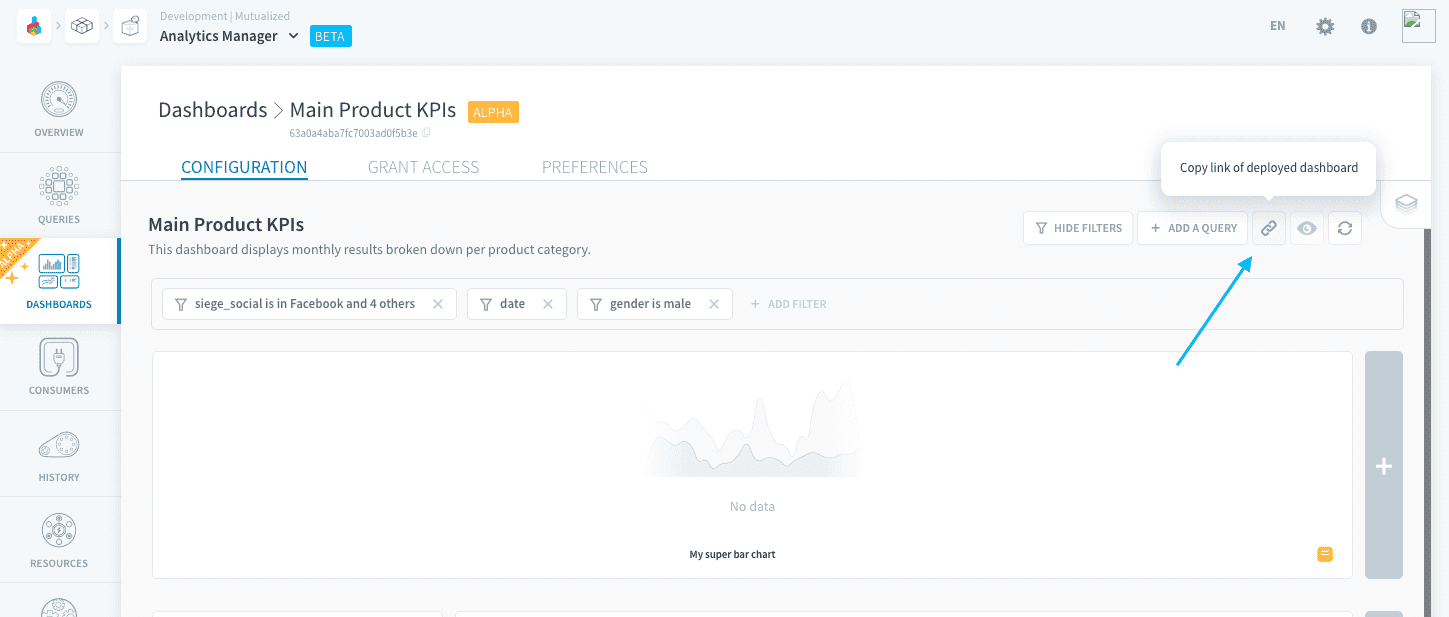 Development | Mutualized
Analytics Manager
BETA
EN
OVERVIEW
QUERIES
ALPHA
DASHBOARDS
CONSUMERS
HISTORY
RESOURCES
Dashboards > Main Product KPIs ALPHA
63a0a4aba7fc7003ad0f5b3e
CONFIGURATION GRANT ACCESS PREFERENCES
Copy link of deployed dashboard
Main Product KPIs
This dashboard displays monthly results broken down per product category.
HIDE FILTERS
+ ADD A QUERY
siege_social is in Facebook and 4 others × date × gender is male × + ADD FILTER
No data
My super bar chart
+